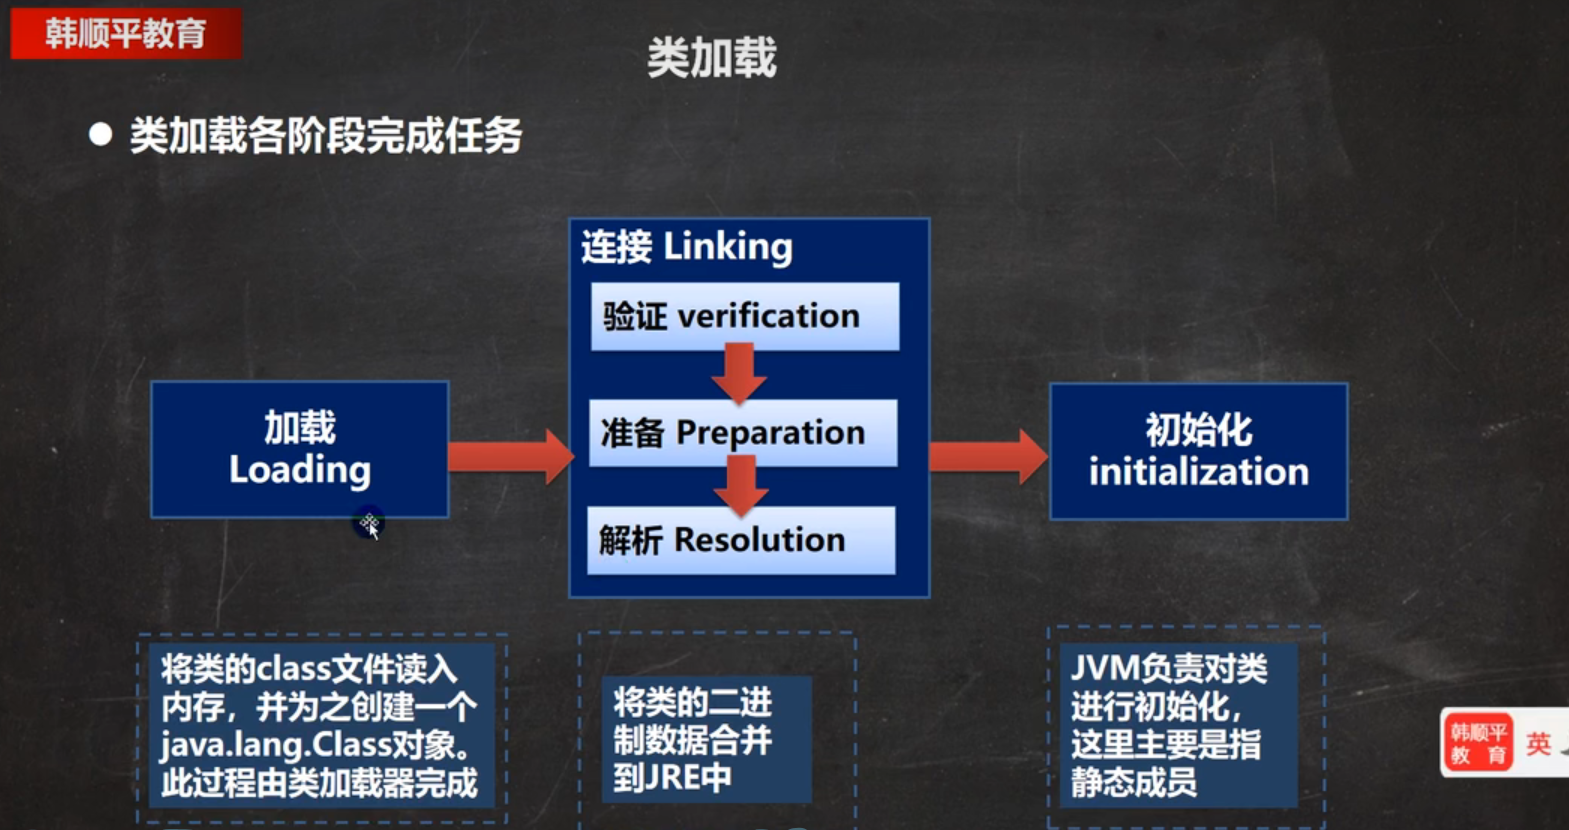 韩顺平教育
类加载
● 类加载各阶段完成任务
连接 Linking
验证 verification
准备 Preparation
解析 Resolution
加载
Loading
初始化
initialization
将类的class文件读入
内存，并为之创建一个
java.lang.Class对象。
此过程由类加载器完成
将类的二进
制数据合并
到JRE中
JVM负责对类
进行初始化，
这里主要是指
静态成员
韩顺平
教 育
英